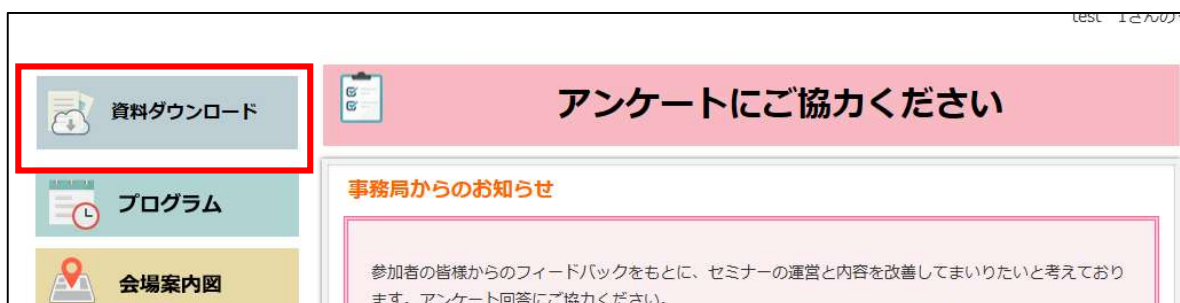 test 1さんの
資料ダウンロード
アンケートにご協力ください
プログラム
会場案内図
事務局からのお知らせ
参加者の皆様からのフィードバックをもとに、セミナーの運営と内容を改善してまいりたいと考えており
ます。アンケート回答にご協力ください。